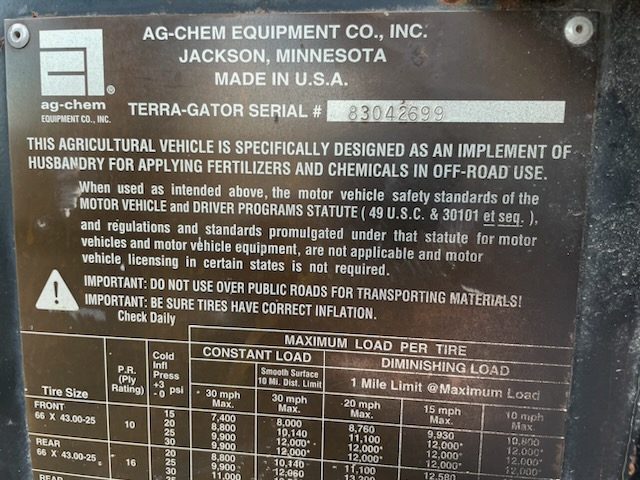 AG-CHEM EQUIPMENT CO., INC.
JACKSON, MINNESOTA
MADE IN U.S.A.
ag-chem ®
EQUIPMENT CO., INC.
TERRA-GATOR SERIAL # 83042699
THIS AGRICULTURAL VEHICLE IS SPECIFICALLY DESIGNED AS AN IMPLEMENT OF
HUSBANDRY FOR APPLYING FERTILIZERS AND CHEMICALS IN OFF-ROAD USE.
When used as intended above, the motor vehicle safety standards of the
MOTOR VEHICLE and DRIVER PROGRAMS STATUTE ( 49 U.S.C. & 30101 et seq. ),
and regulations and standards promulgated under that statute for motor
vehicles and motor vehicle equipment, are not applicable and motor
vehicle licensing in certain states is not required.
IMPORTANT: DO NOT USE OVER PUBLIC ROADS FOR TRANSPORTING MATERIALS!
IMPORTANT: BE SURE TIRES HAVE CORRECT INFLATION.
Check Daily
MAXIMUM LOAD PER TIRE
CONSTANT LOAD DIMINISHING LOAD
Smooth Surface
10 Mi. Dist. Limit 1 Mile Limit @Maximum Load
Tire Size P.R. (Ply Rating) Cold Infl Press +3 -0 psi 30 mph Max. 30 mph Max. 20 mph Max. 15 mph Max. 10 mph Max.
FRONT 15 7,400
66 X 43.00-25 10 20 8,800 8,000 8,760 9,930 10,800
25 9,900 10,140 11,100 12,000* 12,000*
30 9,900 12,000* 12,000* 12,000* 12,000*
REAR 20 8,800 12,000*
66 X 43.00-25 16 25 9,900 10,140 11,100 12,000*
30 11,000 12,060 13,200 12,580
REAR